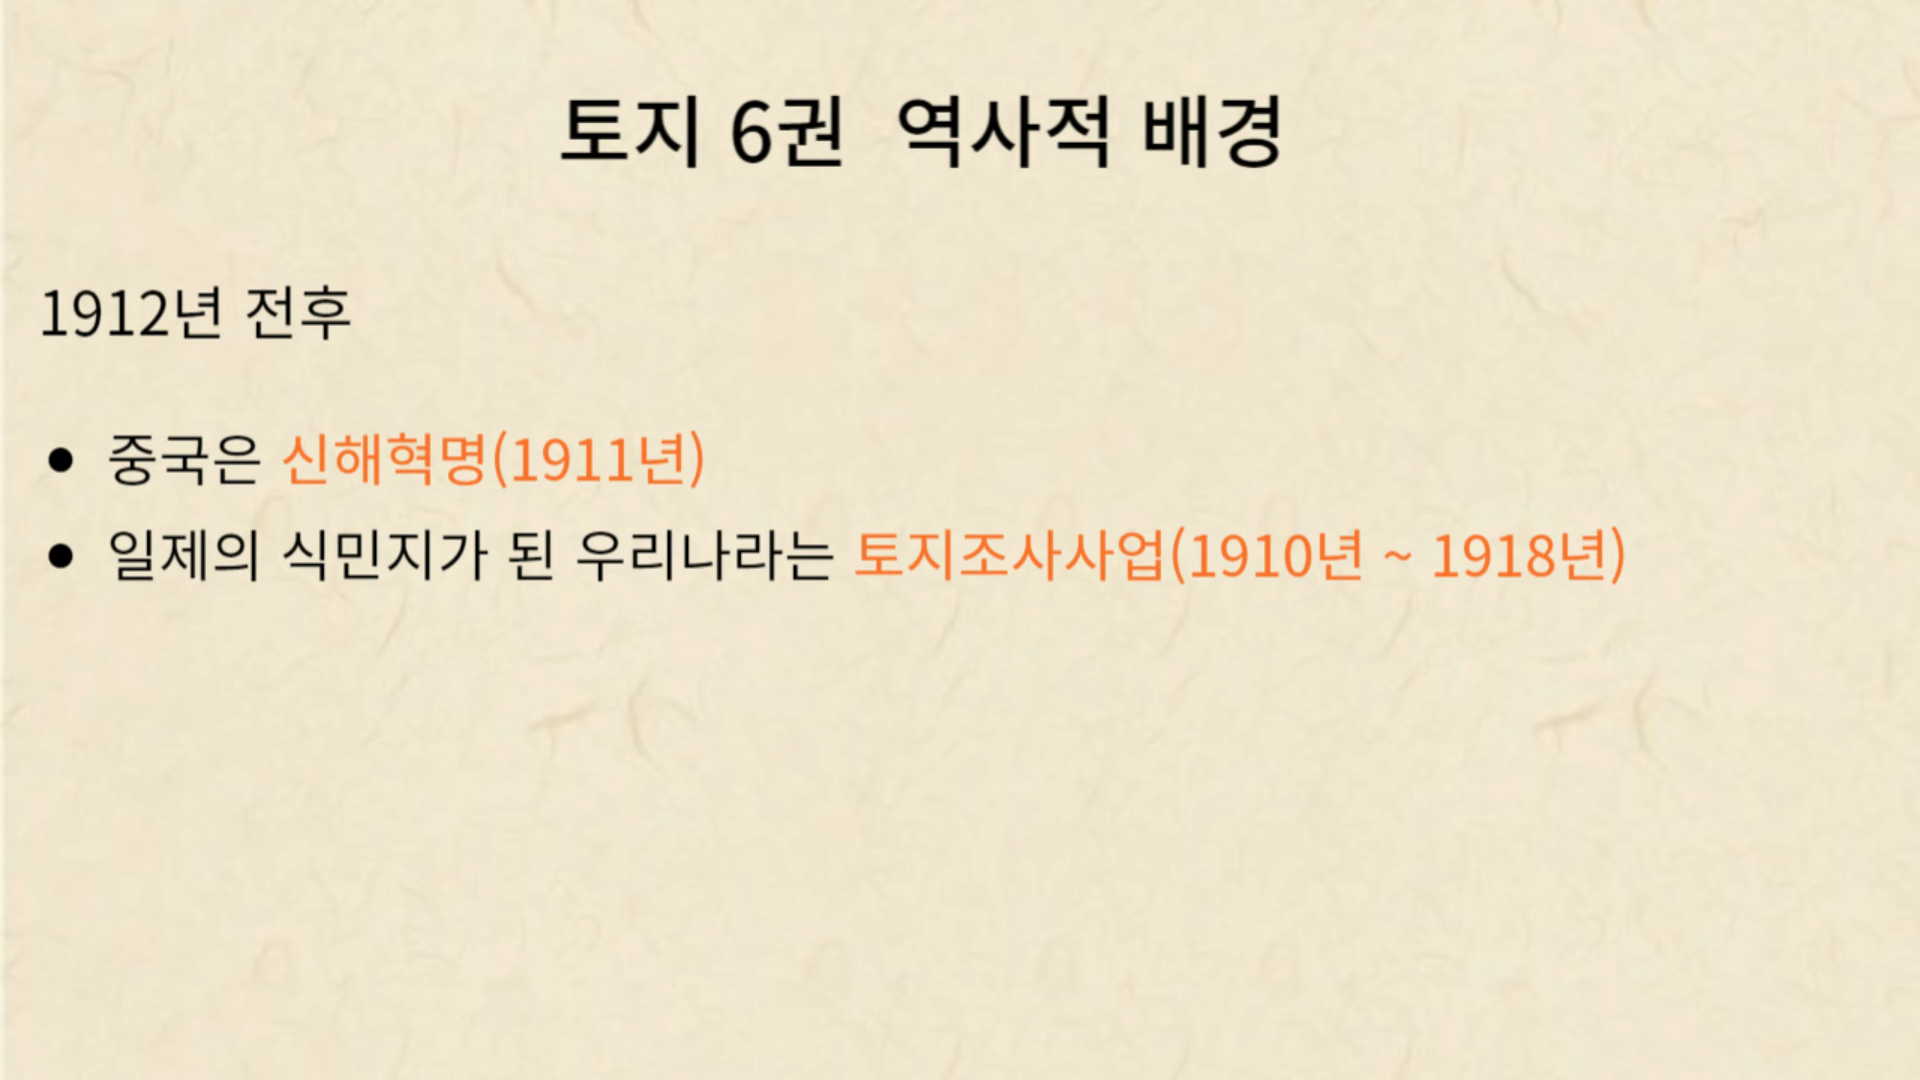 토지 6권 역사적 배경
1912년 전후
● 중국은 신해혁명(1911년)
● 일제의 식민지가 된 우리나라는 토지조사사업(1910년 ~ 1918년)